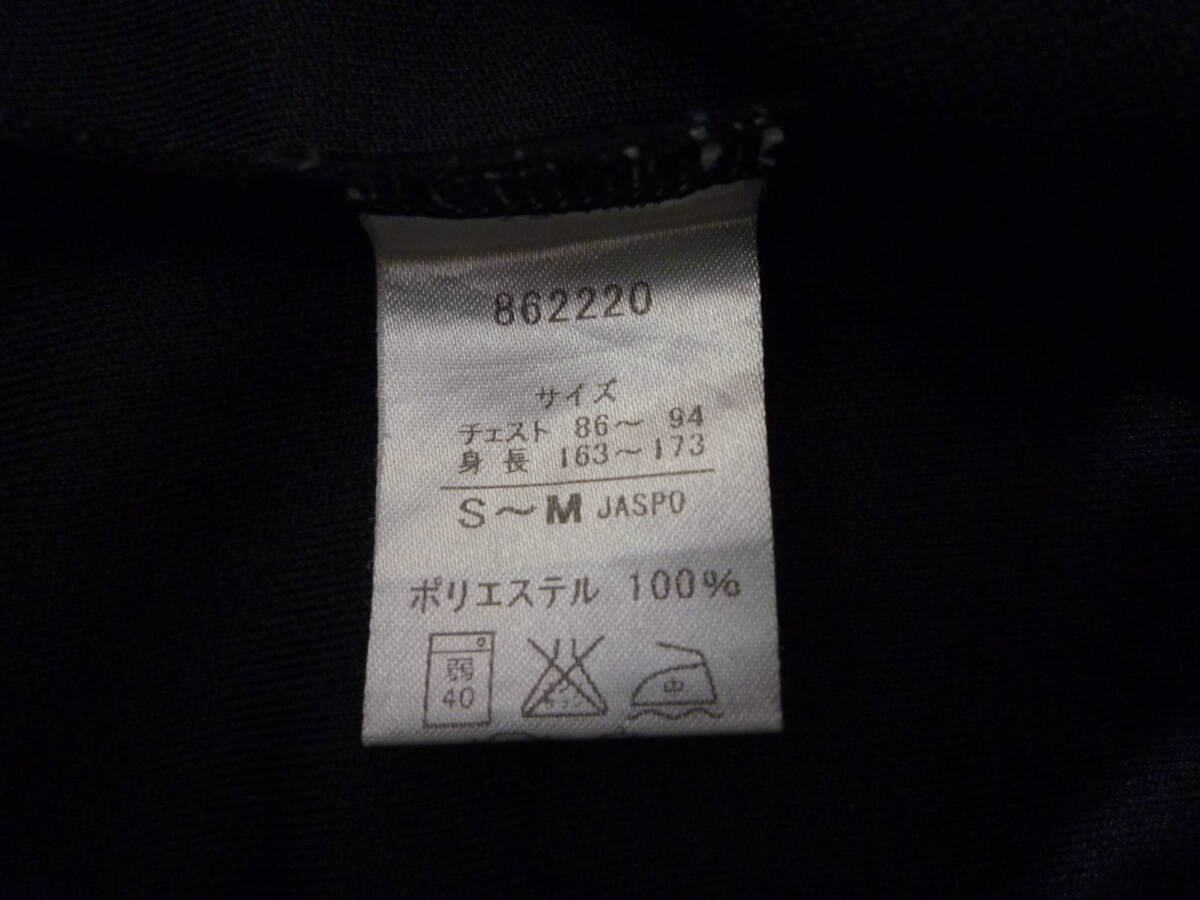 862220
サイズ
チェスト 86～ 94
身長 163～173
S～M JASPO
ポリエステル 100%
弱
40
中